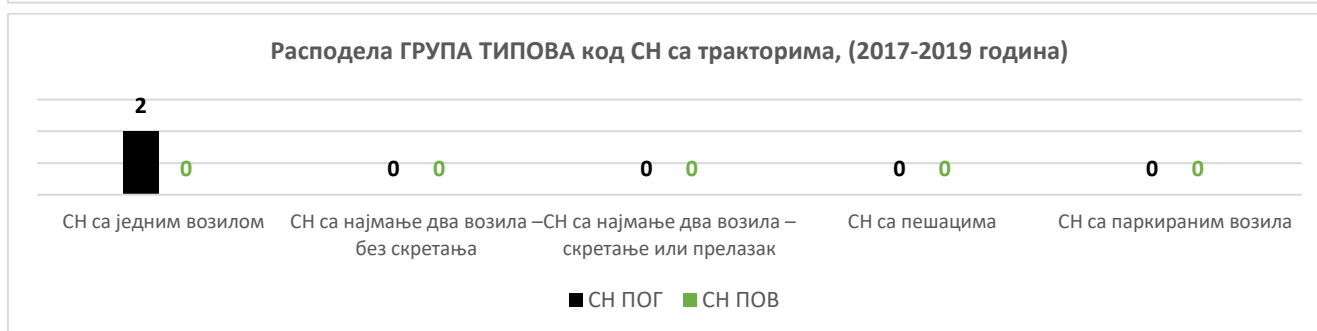 Расподела ГРУПА ТИПОВА код СН са тракторима, (2017-2019 година)
2
0 0 0 0 0 0 0 0 0
СН са једним возилом СН са најмање два возила – СН са најмање два возила – СН са пешацима СН са паркираним возила
без скретања скретање или прелазак
СН ПОГ СН ПОВ